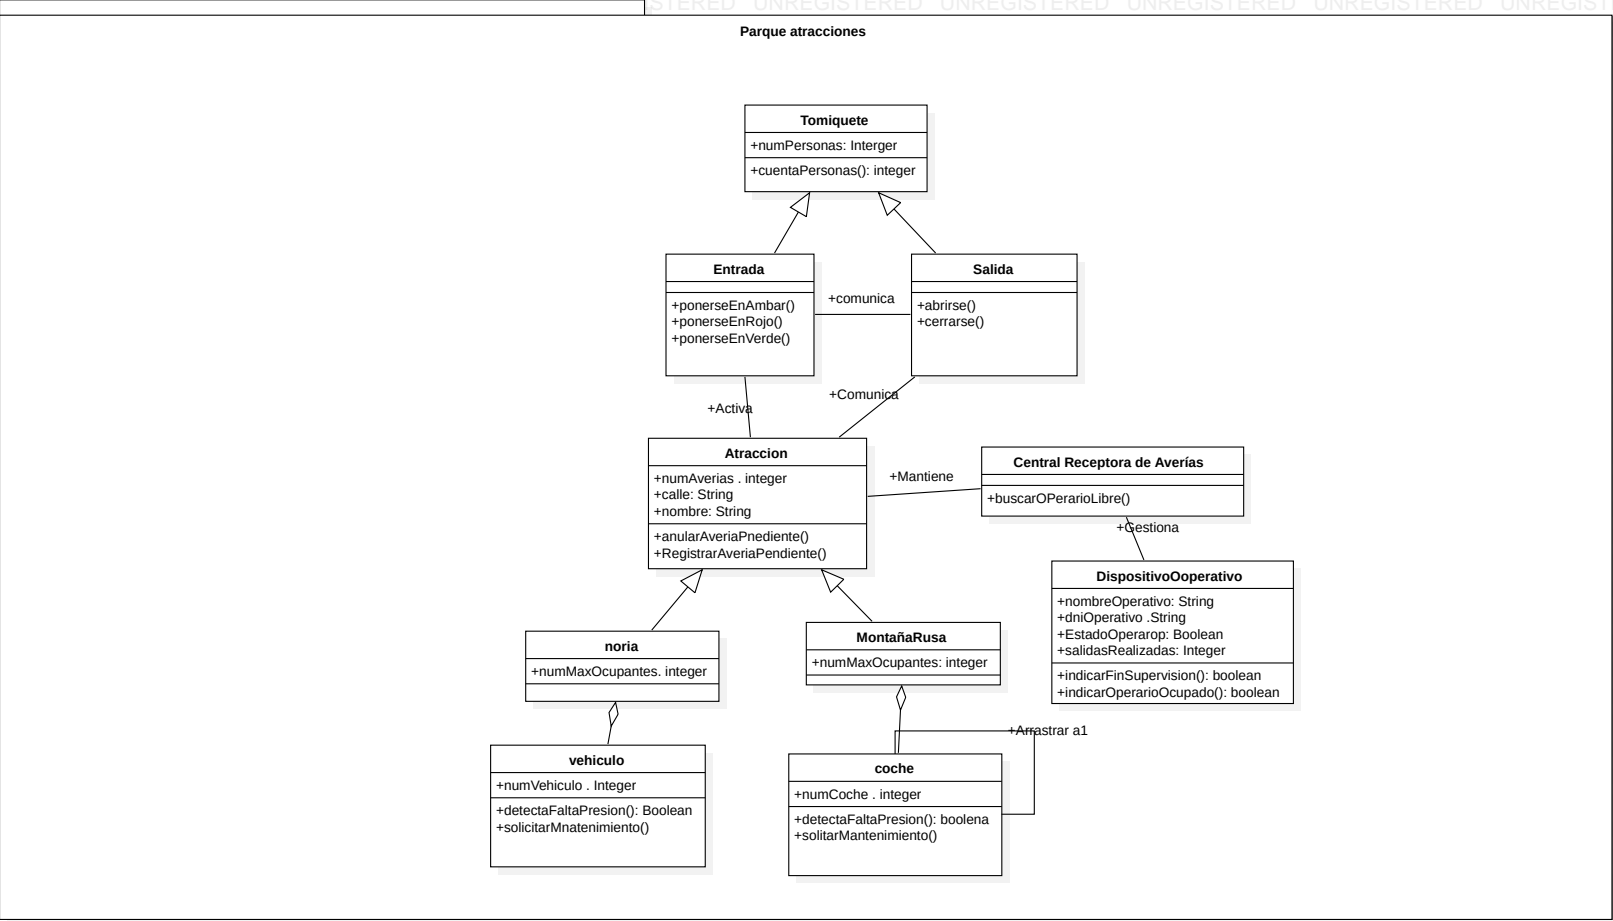 STERED UNREGISTERED UNREGISTERED UNREGISTERED UNREGISTERED
Parque atracciones
Tomiquete
+numPersonas: Interger
+cuentaPersonas(): integer
Entrada
+ponerseEnAmbar()
+ponerseEnRojo()
+ponerseEnVerde()
+comunica
Salida
+abrirse()
+cerrarse()
+Activa
+Comunica
Atraccion
+numAverias . integer
+calle: String
+nombre: String
+anularAveriaPnediente()
+RegistrarAveriaPendiente()
+Mantiene
Central Receptora de Averías
+buscarOPerarioLibre()
+Gestiona
DispositivoOoperativo
+nombreOperativo: String
+dniOperativo .String
+EstadoOperarop: Boolean
+salidasRealizadas: Integer
+indicarFinSupervision(): boolean
+indicarOperarioOcupado(): boolean
noria
+numMaxOcupantes. integer
MontañaRusa
+numMaxOcupantes: integer
+Arrastrar a1
vehiculo
+numVehiculo . Integer
+detectaFaltaPresion(): Boolean
+solicitarMnatenimiento()
coche
+numCoche . integer
+detectaFaltaPresion(): boolena
+solitarMantenimiento()